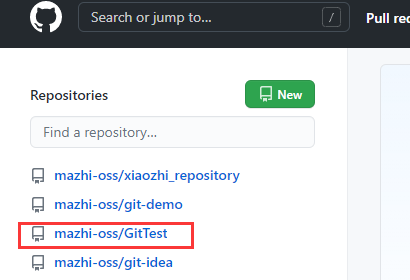 Search or jump to...
/
Pull req
Repositories
New
Find a repository...
mazhi-oss/xiaozhi_repository
mazhi-oss/git-demo
mazhi-oss/GitTest
mazhi-oss/git-idea